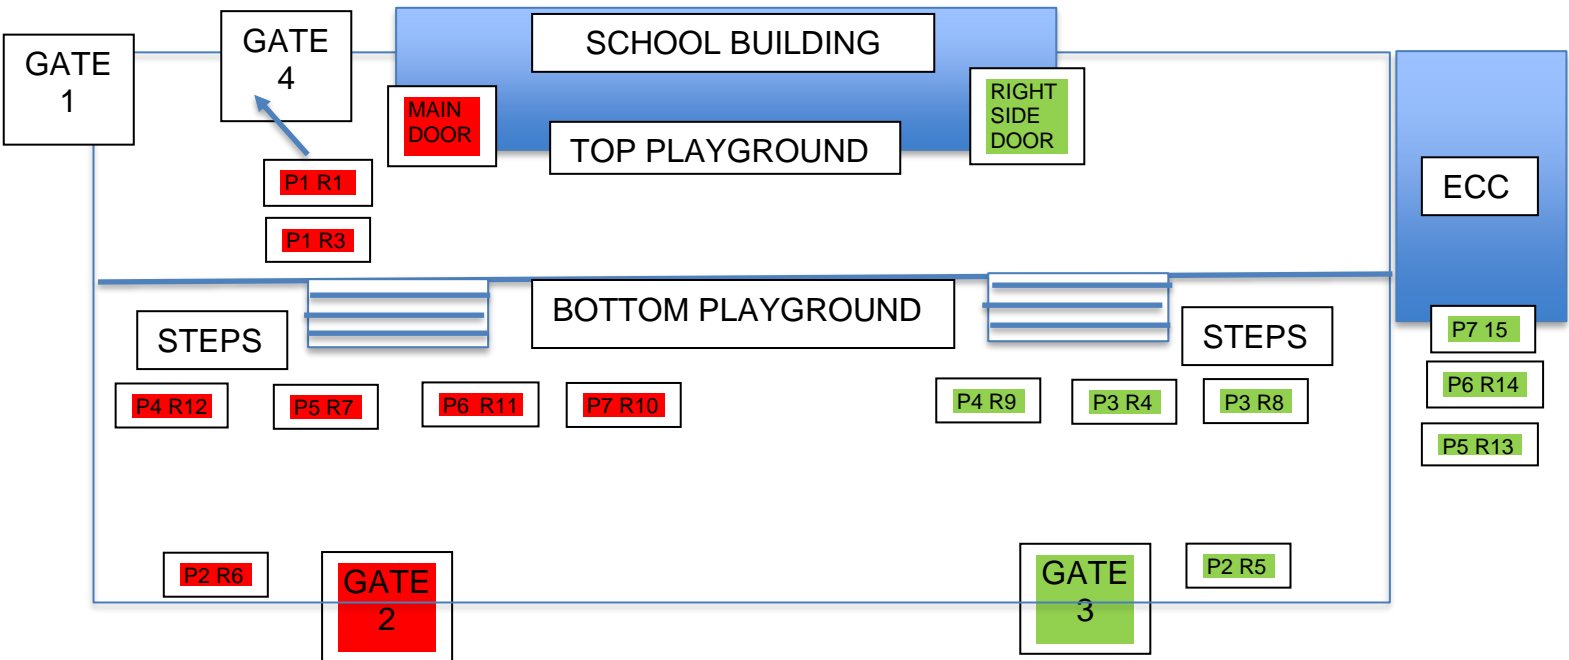 GATE
1
GATE
4
SCHOOL BUILDING
MAIN
DOOR
RIGHT
SIDE
DOOR
TOP PLAYGROUND
ECC
P1 R1
P1 R3
BOTTOM PLAYGROUND
STEPS
STEPS
P7 15
P6 R14
P5 R13
P4 R12
P5 R7
P6 R11
P7 R10
P4 R9
P3 R4
P3 R8
P2 R6
GATE
2
GATE
3
P2 R5